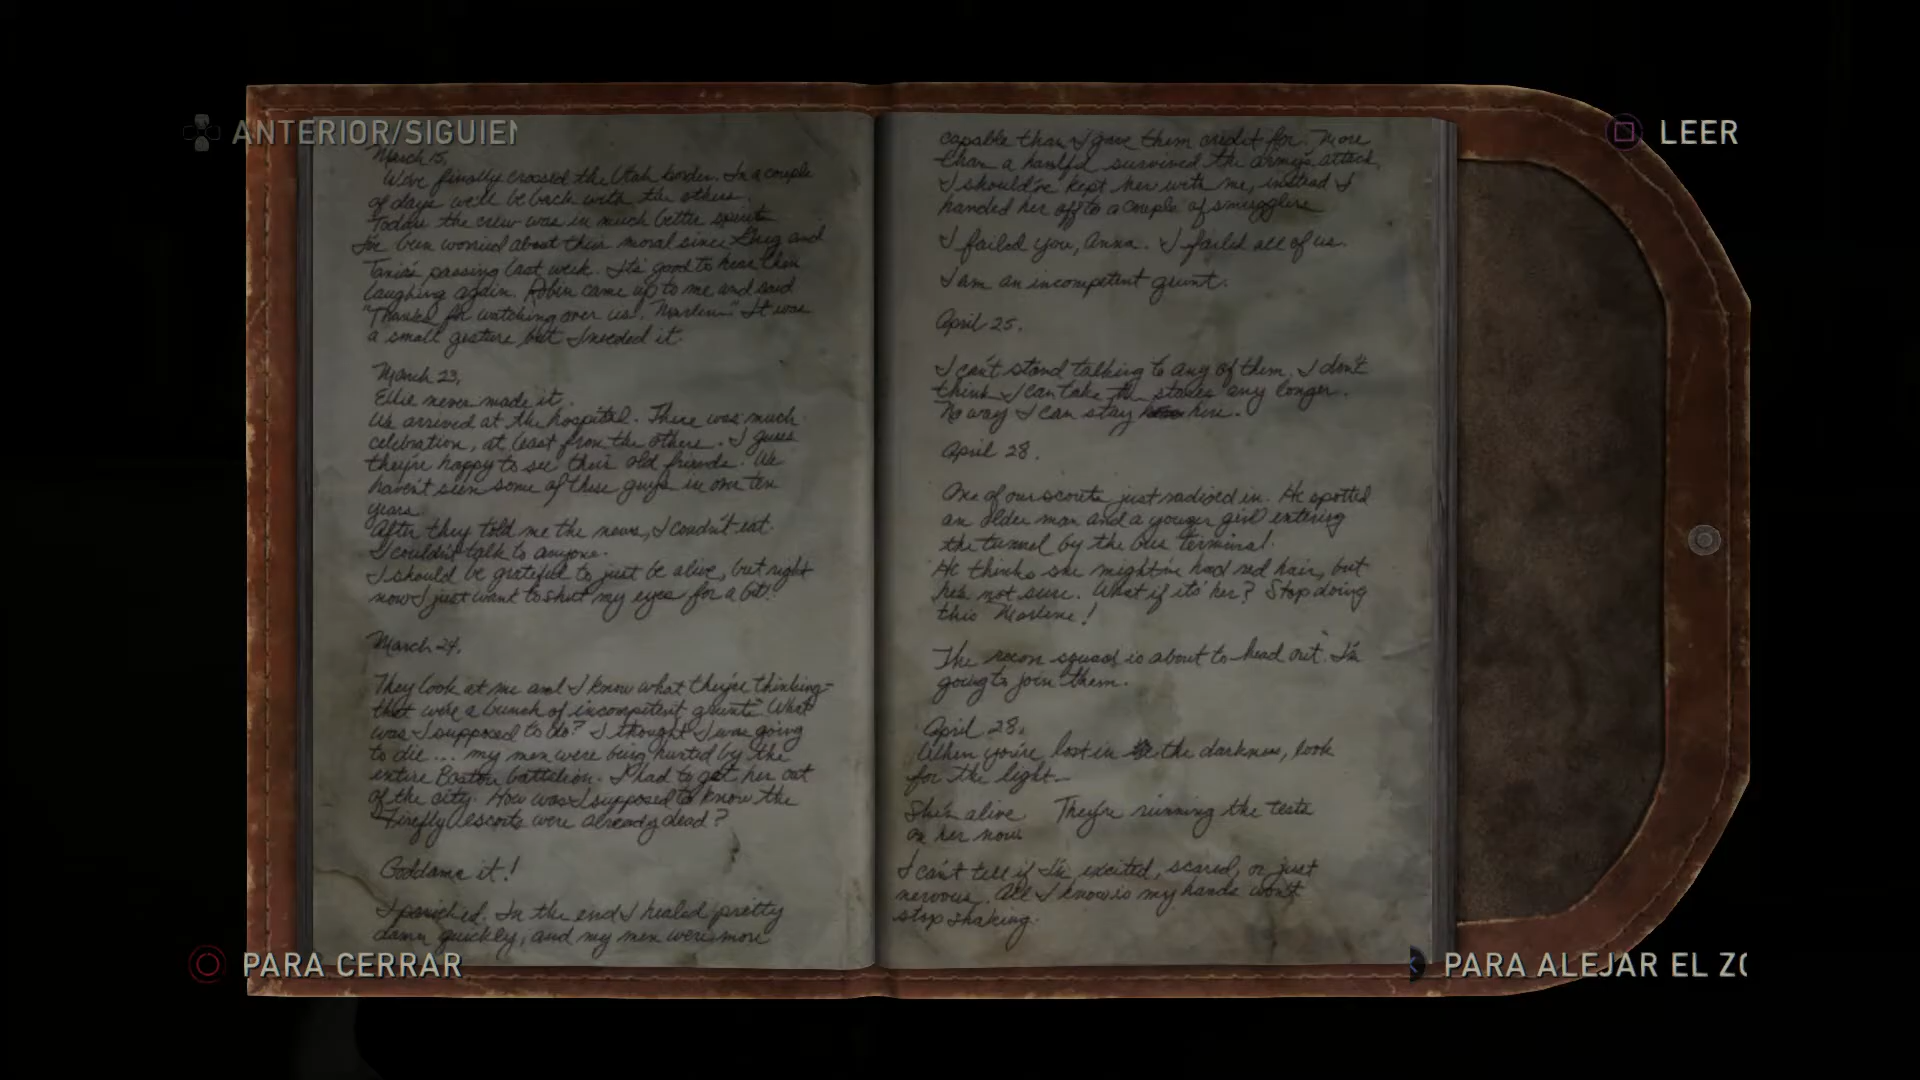 ANTERIOR/SIGUIEN
LEER
March 15,
We've finally crossed the Utah border. In a couple
of days we'll be back with the others.
Today the crew was in much better spirits
I've been worried about their moral since Greg and
Tania's passing last week. It's good to hear them
laughing again. Robin came up to me and said
"Thanks for watching over us, Marlene." It was
a small gesture but I needed it.
March 23,
Ellie never made it.
We arrived at the hospital. There was much
celebration, at least from the others. I guess
they're happy to see their old friends. We
haven't seen some of these guys in over ten
years.
After they told me the news, I couldn't eat.
I couldn't talk to anyone.
I should be grateful to just be alive, but right
now I just want to shut my eyes for a bit.
March 24,
They look at me and I know what they're thinking-
that we're a bunch of incompetent grunts. What
was I supposed to do? I thought I was going
to die... my men were being hunted by the
entire Boston battalion. I had to get her out
of the city. How was I supposed to know the
Firefly escorts were already dead?
Goddamn it!
I panicked. In the end I healed pretty
damn quickly, and my men were more
capable than I gave them credit for. More
than a handful survived the army's attack.
I should've kept her with me, instead I
handed her off to a couple of smugglers
I failed you, Anna. I failed all of us.
I am an incompetent grunt.
April 25.
I can't stand talking to any of them. I don't
think I can take the stares any longer.
No way I can stay here.
April 28.
One of our scouts just radioed in. He spotted
an older man and a younger girl entering
the tunnel by the bus terminal.
He thinks she might've had red hair, but
he's not sure. What if it's her? Stop doing
this Marlene!
The recon squad is about to head out. I'm
going to join them.
April 28.
When you're lost in the darkness, look
for the light—
She's alive They're running the tests
on her now
I can't tell if I'm excited, scared, or just
nervous. All I know is my hands won't
stop shaking.
PARA CERRAR
PARA ALEJAR EL ZO